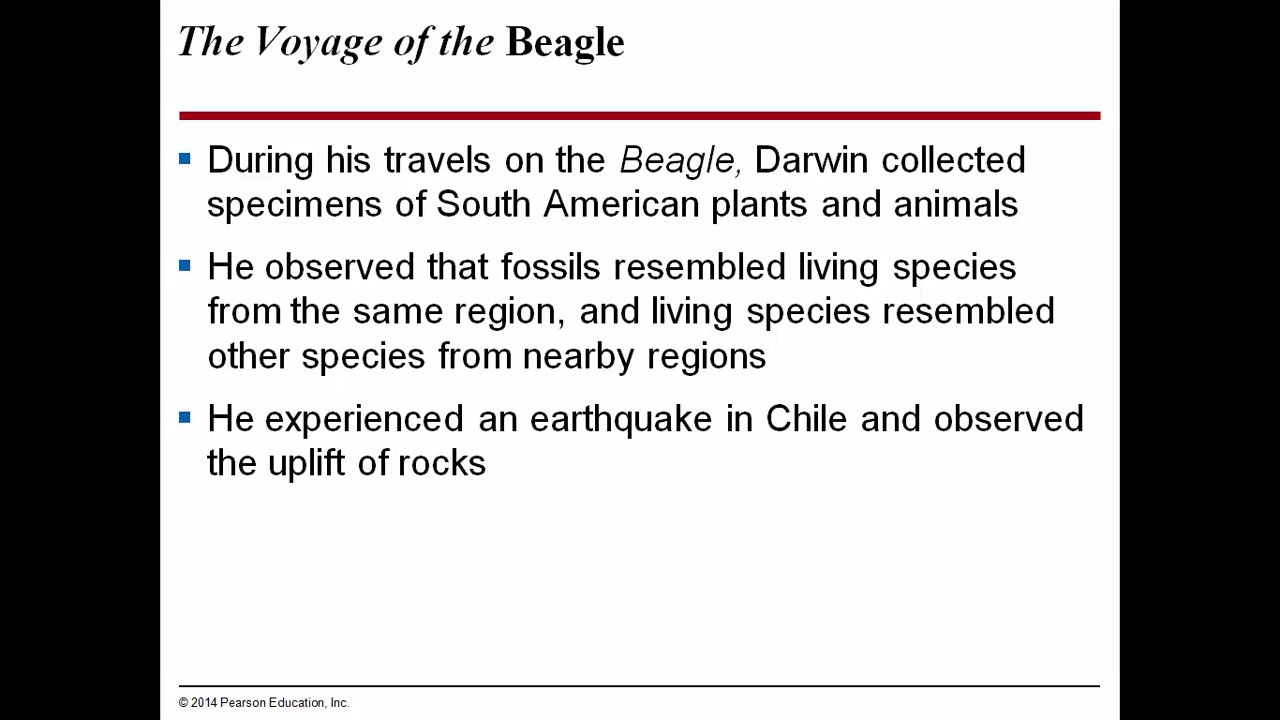 The Voyage of the Beagle
During his travels on the Beagle, Darwin collected
specimens of South American plants and animals
He observed that fossils resembled living species
from the same region, and living species resembled
other species from nearby regions
He experienced an earthquake in Chile and observed
the uplift of rocks
© 2014 Pearson Education, Inc.